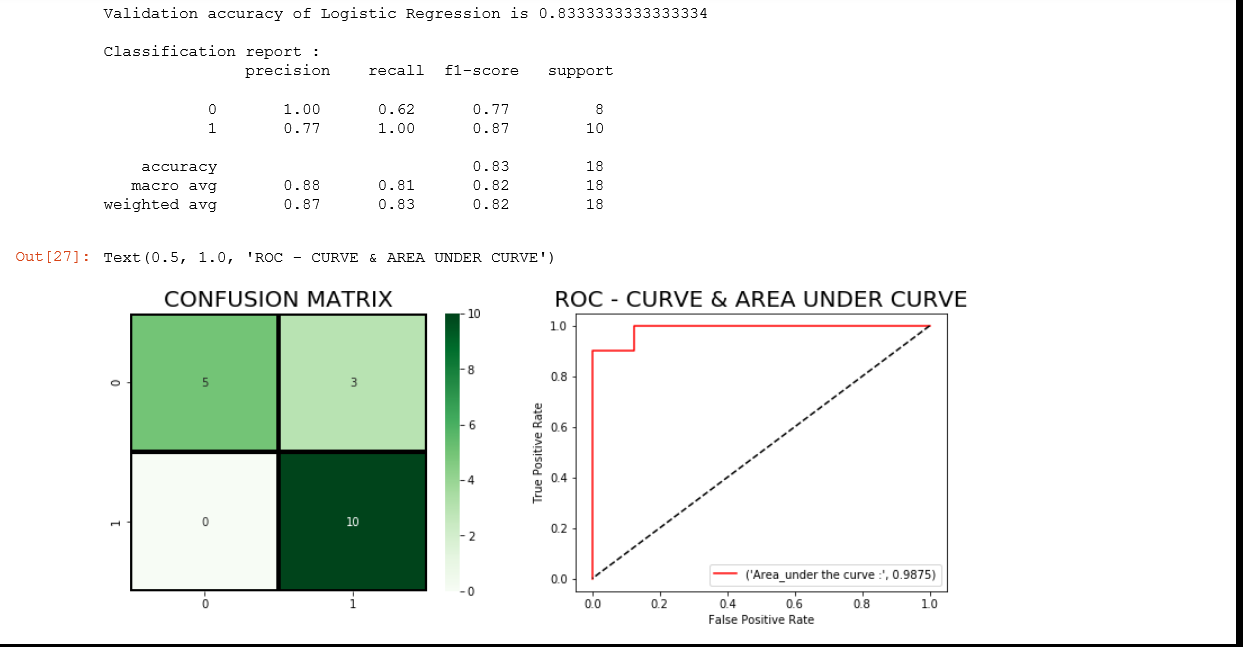 Validation accuracy of Logistic Regression is 0.8333333333333334
Classification report :
precision recall f1-score support
0 1.00 0.62 0.77 8
1 0.77 1.00 0.87 10
accuracy 0.83 18
macro avg 0.88 0.81 0.82 18
weighted avg 0.87 0.83 0.82 18
Out[27]: Text(0.5, 1.0, 'ROC - CURVE & AREA UNDER CURVE')
CONFUSION MATRIX
0
1
5 3
0 10
0 1
10
8
6
4
2
0
ROC - CURVE & AREA UNDER CURVE
True Positive Rate
1.0
0.8
0.6
0.4
0.2
0.0
('Area_under the curve :', 0.9875)
0.0 0.2 0.4 0.6 0.8 1.0
False Positive Rate